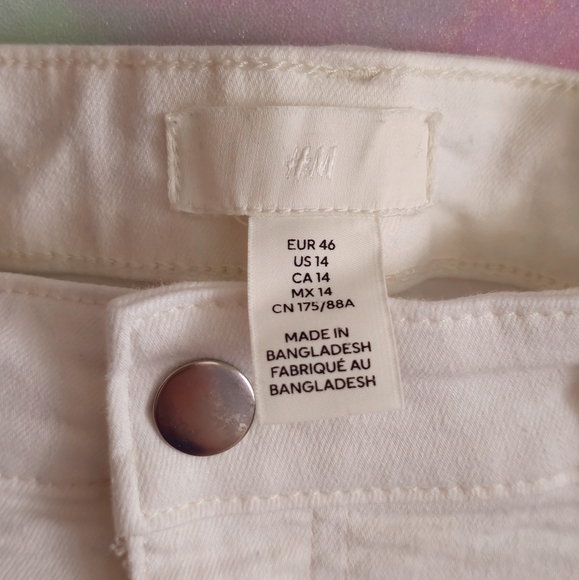 H&M
EUR 46
US 14
CA 14
MX 14
CN 175/88A
MADE IN
BANGLADESH
FABRIQUÉ AU
BANGLADESH